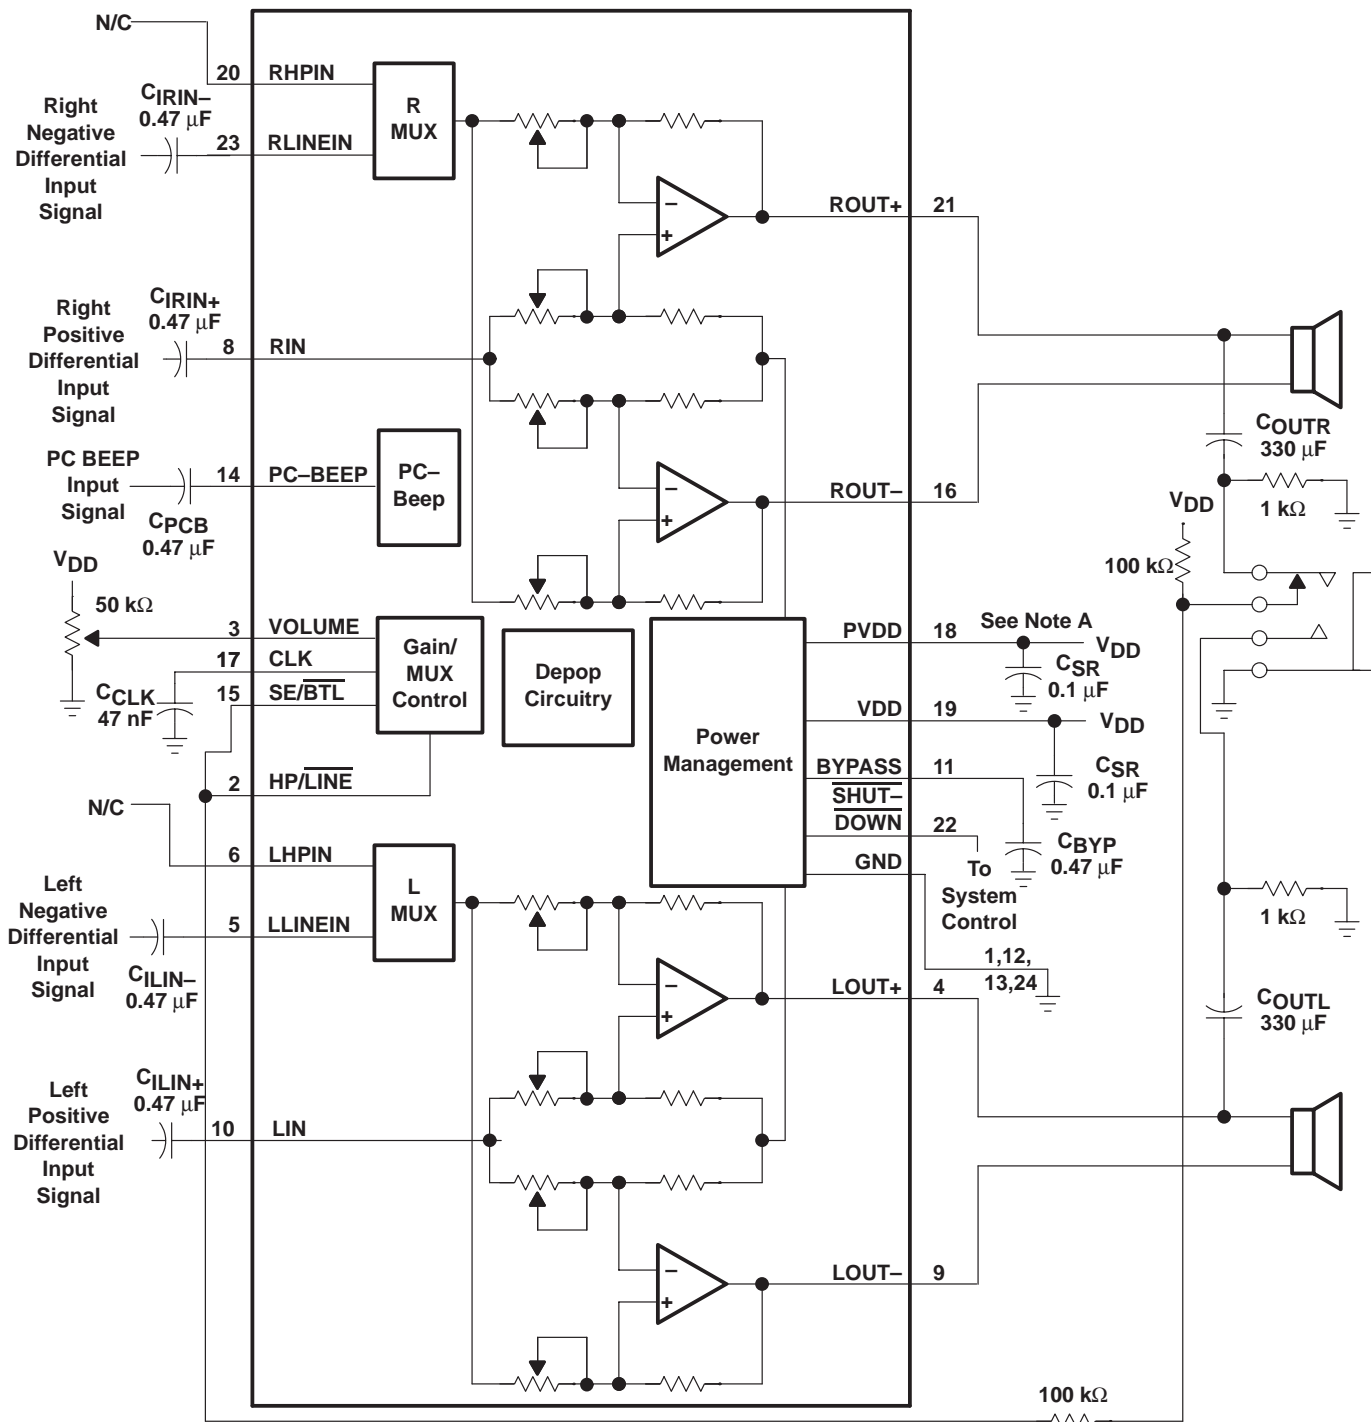 N/C
20 RHPIN
CIRIN–
0.47 µF
Right
Negative
Differential
Input
Signal
23 RLINEIN
R
MUX
ROUT+ 21
CIRIN+
0.47 µF
Right
Positive
Differential
Input
Signal
8 RIN
PC BEEP
Input
Signal
14 PC–BEEP
PC–
Beep
CPCB
0.47 µF
ROUT– 16
COUTR
330 µF
1 kΩ
VDD
100 kΩ
VDD
50 kΩ
3 VOLUME
17 CLK
15 SE/BTL
CCLK
47 nF
Gain/
MUX
Control
Depop
Circuitry
2 HP/LINE
Power
Management
PVDD 18
See Note A
VDD
CSR
0.1 µF
VDD 19
VDD
CSR
0.1 µF
BYPASS 11
SHUT–
DOWN 22
CBYP
0.47 µF
GND
To
System
Control
1,12,
13,24
N/C
6 LHPIN
Left
Negative
Differential
Input
Signal
5 LLINEIN
CILIN–
0.47 µF
L
MUX
1 kΩ
LOUT+ 4
COUTL
330 µF
CILIN+
0.47 µF
Left
Positive
Differential
Input
Signal
10 LIN
LOUT– 9
100 kΩ
− + − + − + − +